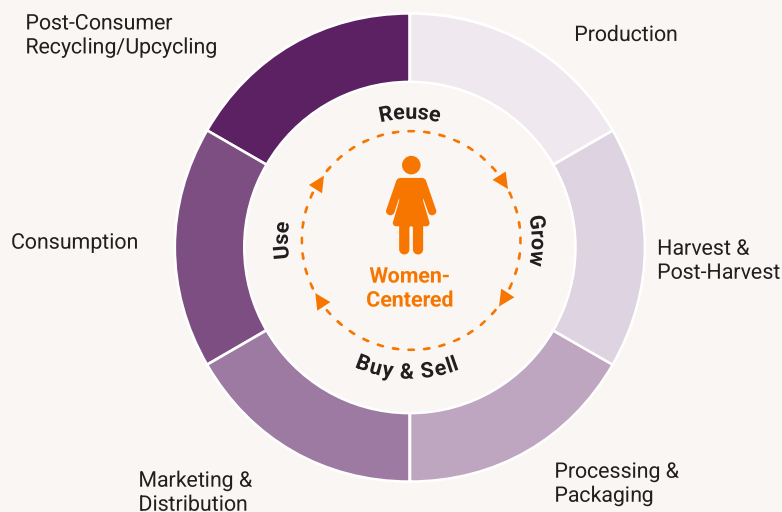 Post-Consumer
Recycling/Upcycling
Production
Reuse
Use
Grow
Consumption
Harvest &
Post-Harvest
Women-
Centered
Buy & Sell
Marketing &
Distribution
Processing &
Packaging